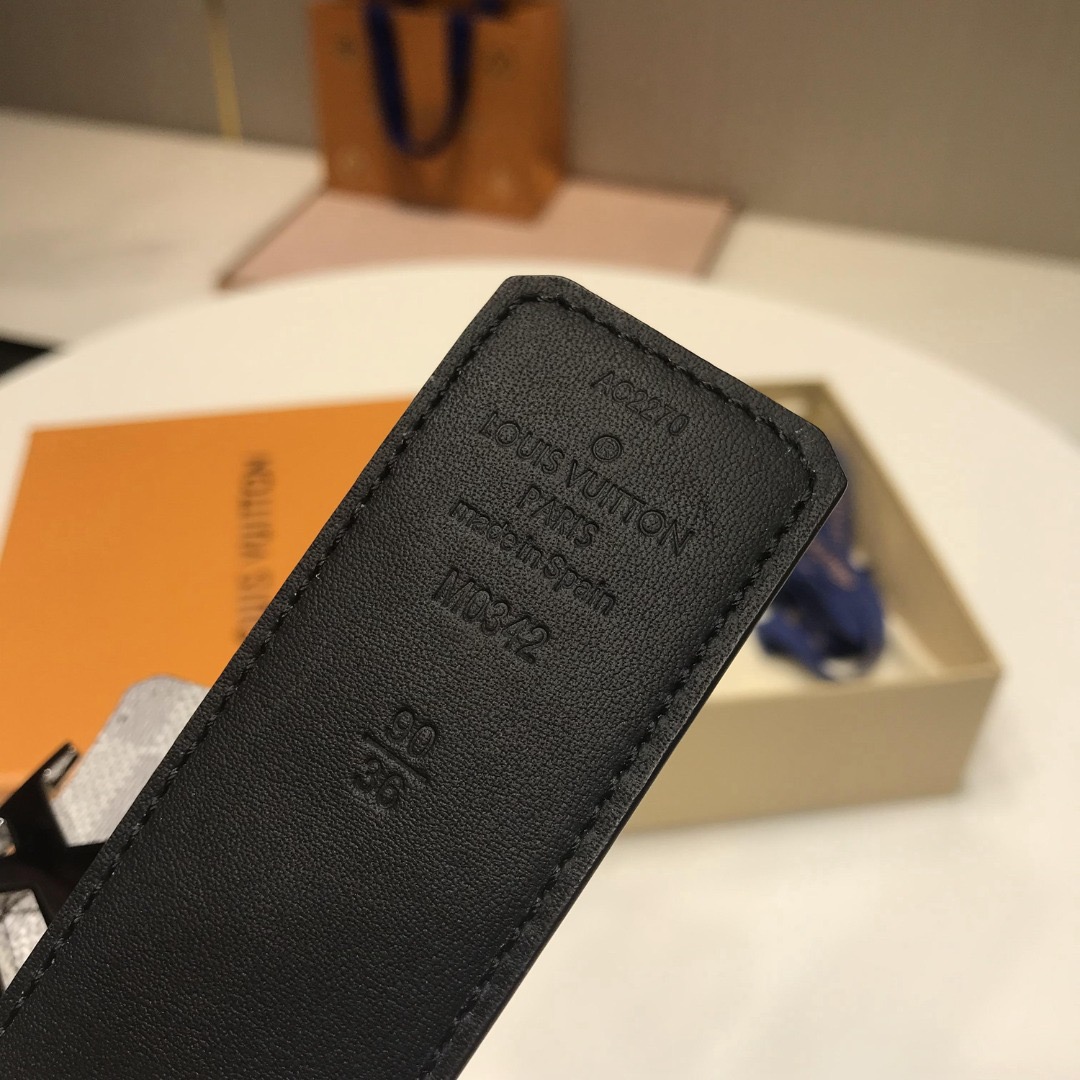 AO2270
LOUIS VUITTON
PARIS
made in Spain
M0342
90
36
LOUIS VUITTON